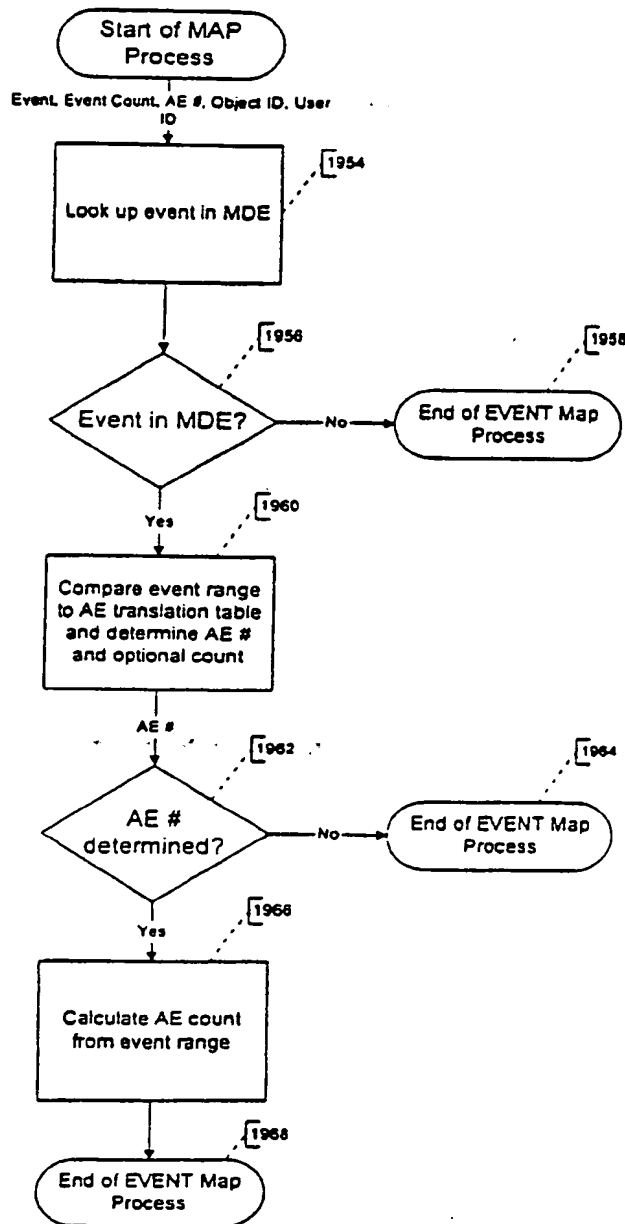 Start of MAP
Process
Event, Event Count, AE #, Object ID, User
ID
1954
Look up event in MDE
1956
1958
Event in MDE?
No
End of EVENT Map
Process
Yes
1960
Compare event range
to AE translation table
and determine AE #
and optional count
AE #
1962
1964
AE #
determined?
No
End of EVENT Map
Process
Yes
1966
Calculate AE count
from event range
1968
End of EVENT Map
Process